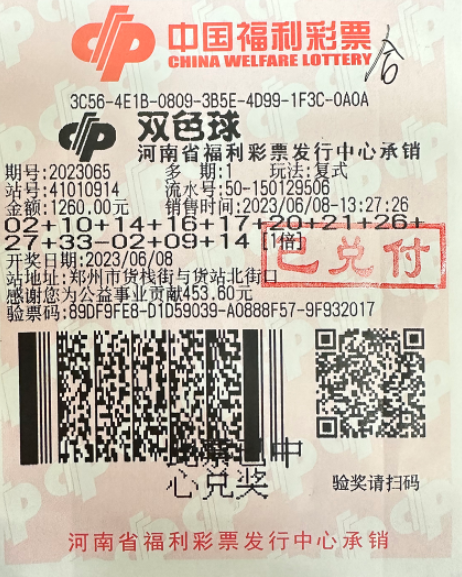 中国福利彩票
CHINA WELFARE LOTTERY
合
3C56-4E1B-0809-3B5E-4D99-1F3C-0A0A
双色球
河南省福利彩票发行中心承销
期号:2023065 多 期:1 玩法:复式
站号:41010914 流水号:50-150129506
金额:1260.00元 销售时间:2023/06/08-13:27:26
02+10+14+16+17+20+21+26+
27+33-02+09+14 [1倍]
已兑付
开奖日期:2023/06/08
站地址:郑州市货栈街与货站北街口
感谢您为公益事业贡献453.60元
验票码:89DF9FE8-D1D59039-A0888F57-9F932017
票已中
心兑奖
验奖请扫码
河南省福利彩票发行中心承销